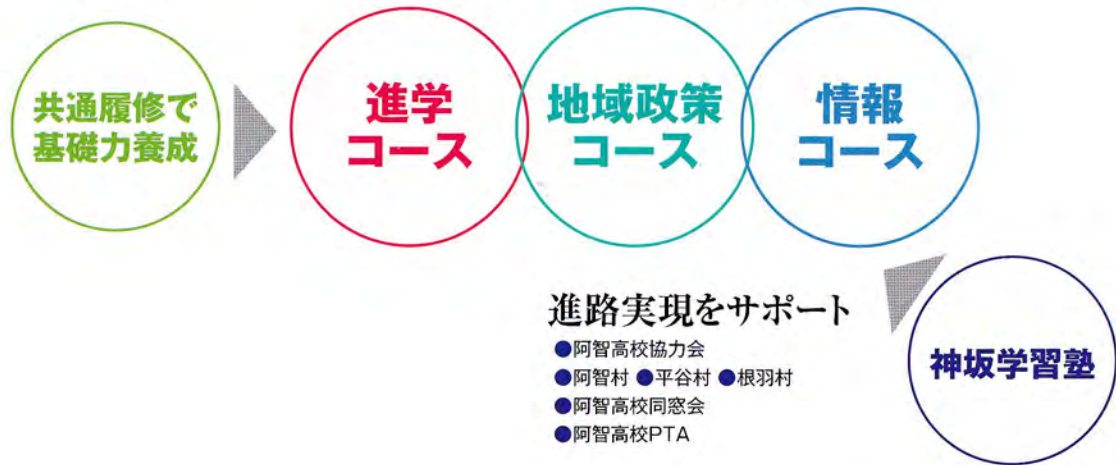 共通履修で
基礎力養成
進学
コース
地域政策
コース
情報
コース
進路実現をサポート
●阿智高校協力会
●阿智村 ●平谷村 ●根羽村
●阿智高校同窓会
●阿智高校PTA
神坂学習塾